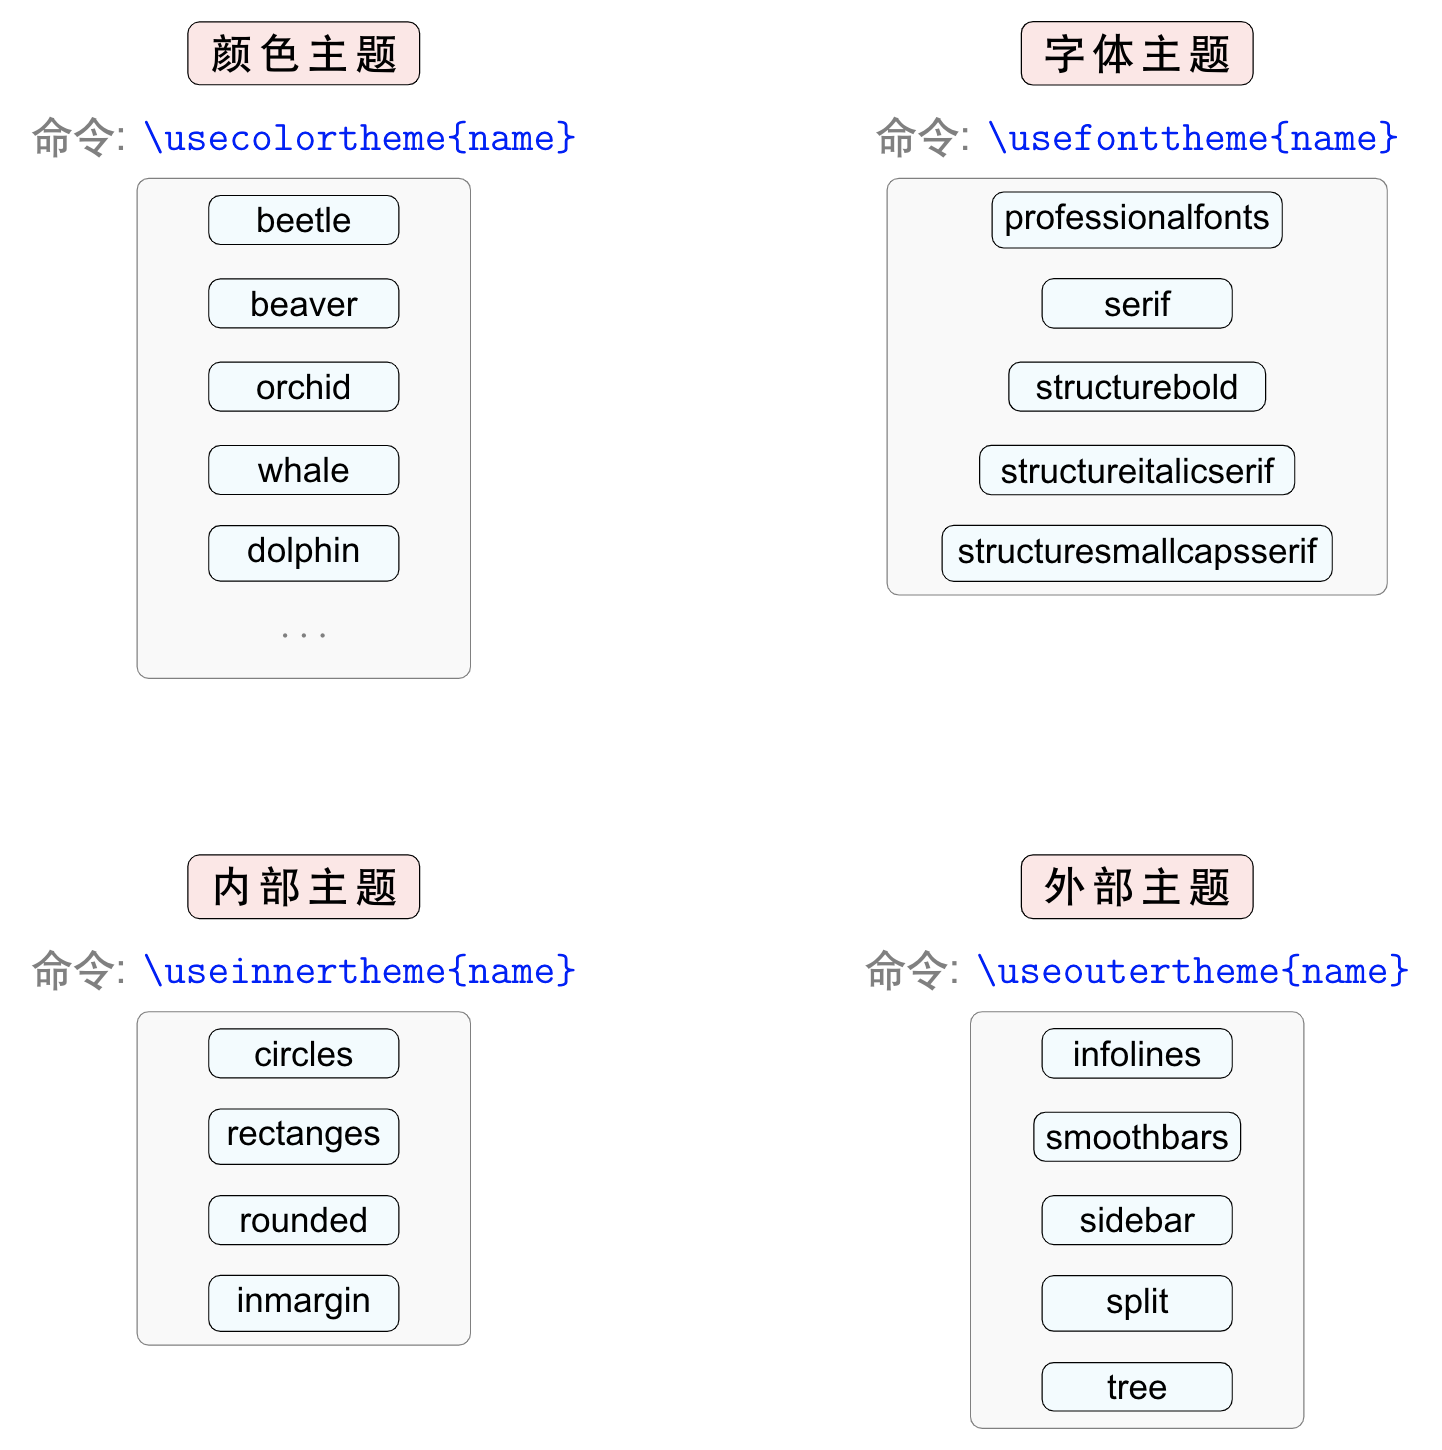 颜色主题
命令: \usecolortheme{name}
beetle
beaver
orchid
whale
dolphin
...
字体主题
命令: \usefonttheme{name}
professionalfonts
serif
structurebold
structureitalicserif
structuresmallcapsserif
内部主题
命令: \useinnertheme{name}
circles
rectanges
rounded
inmargin
外部主题
命令: \useoutertheme{name}
infolines
smoothbars
sidebar
split
tree